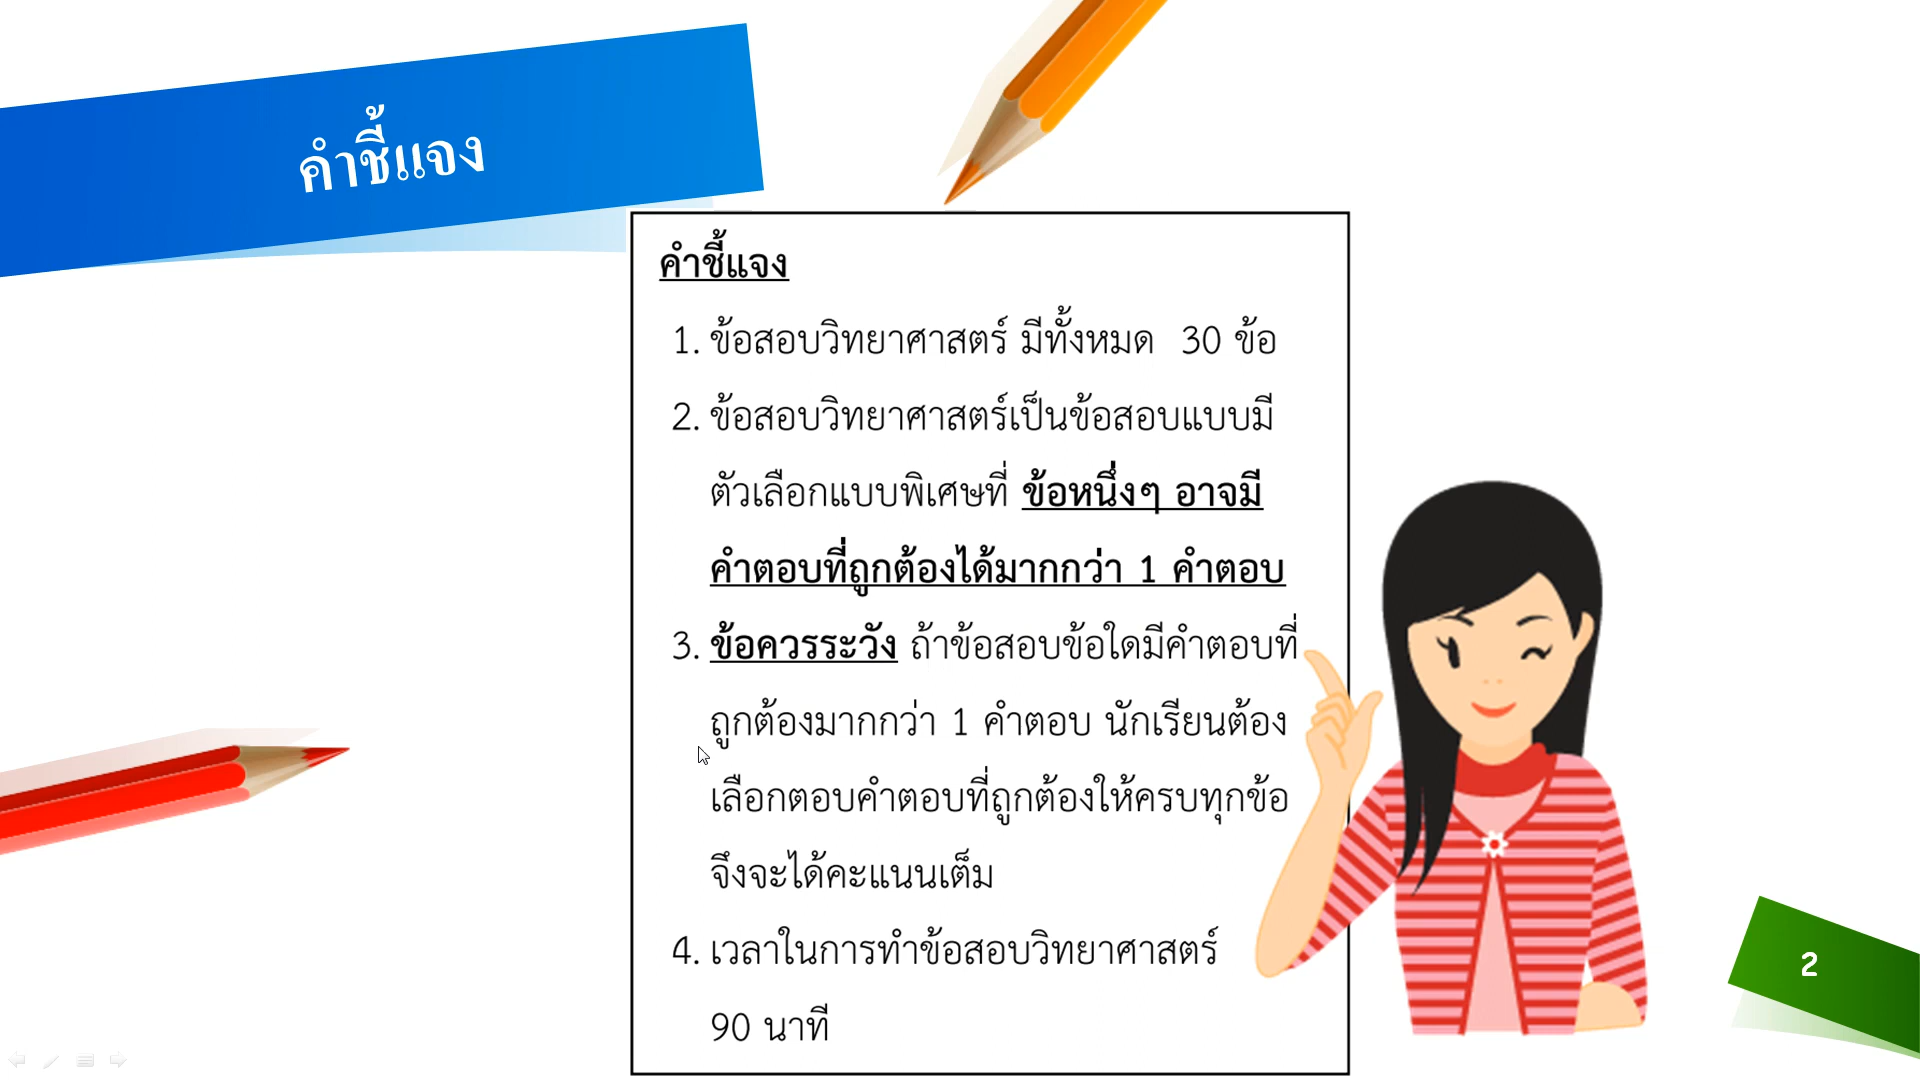 คำชี้แจง
คำชี้แจง
1. ข้อสอบวิทยาศาสตร์ มีทั้งหมด 30 ข้อ
2. ข้อสอบวิทยาศาสตร์เป็นข้อสอบแบบมี
ตัวเลือกแบบพิเศษที่ ข้อหนึ่งๆ อาจมี
คำตอบที่ถูกต้องได้มากกว่า 1 คำตอบ
3. ข้อควรระวัง ถ้าข้อสอบข้อใดมีคำตอบที่
ถูกต้องมากกว่า 1 คำตอบ นักเรียนต้อง
เลือกตอบคำตอบที่ถูกต้องให้ครบทุกข้อ
จึงจะได้คะแนนเต็ม
4. เวลาในการทำข้อสอบวิทยาศาสตร์
90 นาที
2